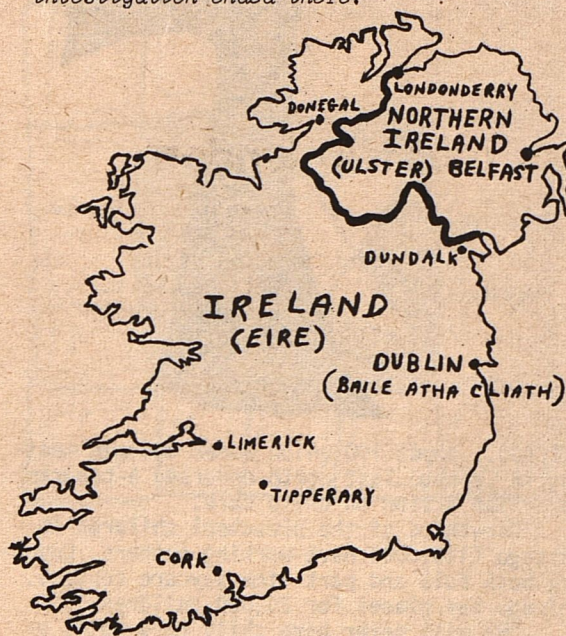 investigation ended there.
LONDONDERRY
DONEGAL
NORTHERN
IRELAND
(ULSTER) BELFAST
DUNDALK
IRELAND
(EIRE)
DUBLIN
(BAILE ATHA CLIATH)
LIMERICK
TIPPERARY
CORK